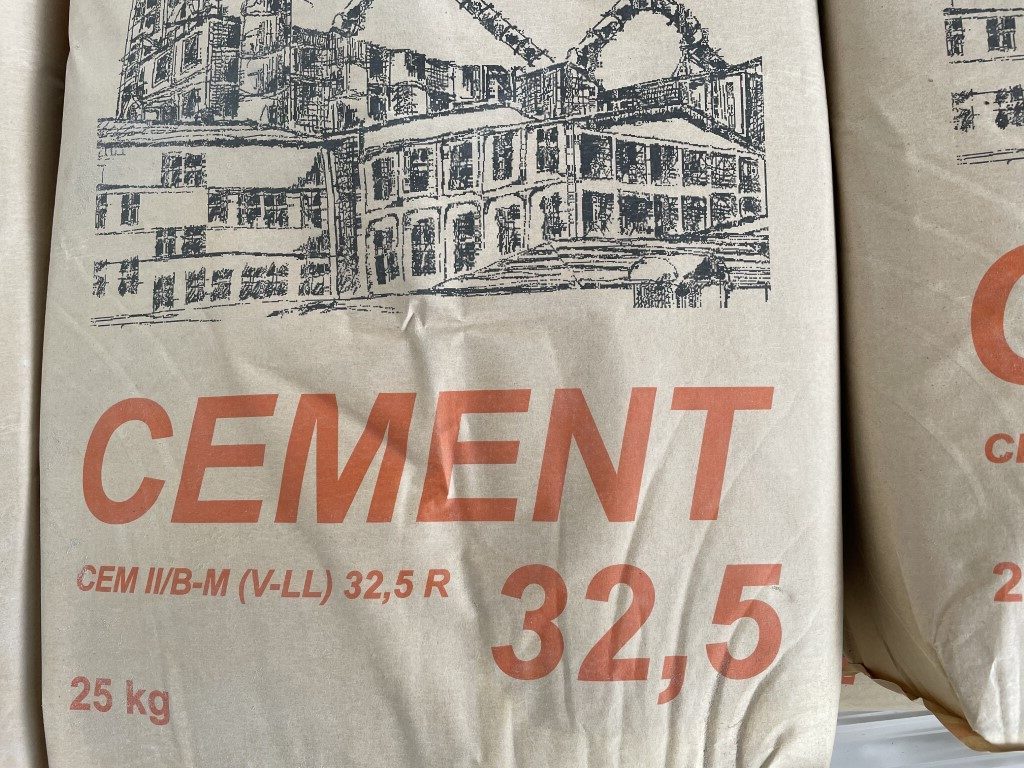 CEMENT
CEM II/B-M (V-LL) 32,5 R
32,5
25 kg